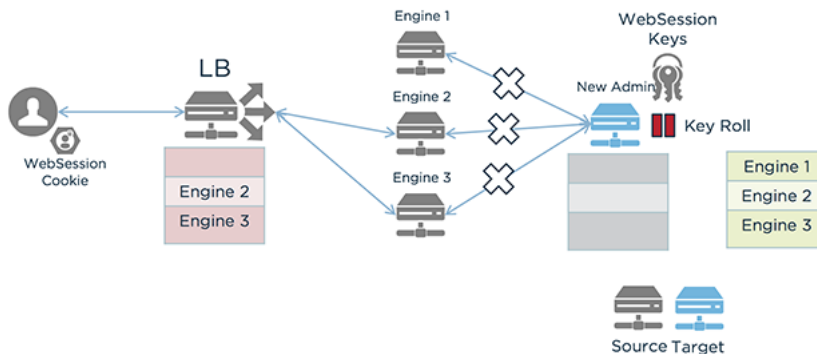 Engine 1
WebSession
Keys
LB
New Admin
Engine 2
Key Roll
WebSession
Cookie
Engine 3
Engine 2
Engine 3
Engine 1
Engine 2
Engine 3
Source Target